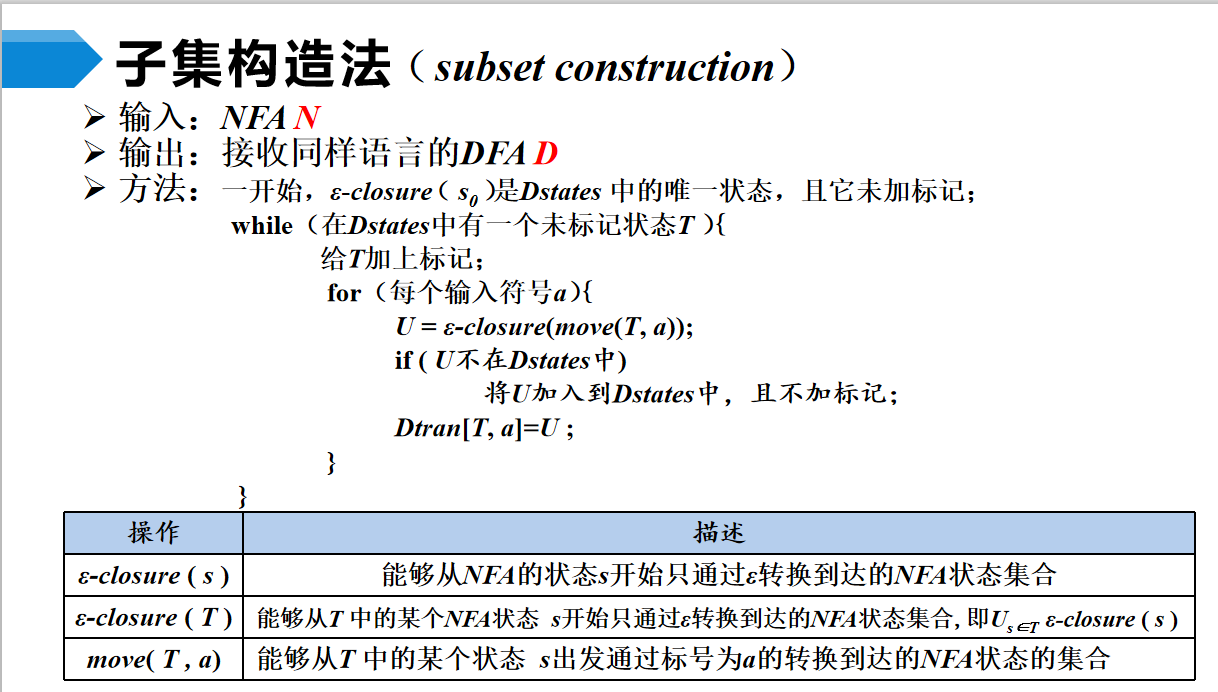 子集构造法（subset construction）
➢ 输入：NFA N
➢ 输出：接收同样语言的DFA D
➢ 方法：一开始，ε-closure（ s0 )是Dstates 中的唯一状态，且它未加标记；
while（在Dstates中有一个未标记状态T ){
给T加上标记；
for（每个输入符号a){
U = ε-closure(move(T, a));
if ( U不在Dstates中)
将U加入到Dstates中，且不加标记；
Dtran[T, a]=U ;
}
}
操作 描述
ε-closure ( s ) 能够从NFA的状态s开始只通过ε转换到达的NFA状态集合
ε-closure ( T ) 能够从T 中的某个NFA状态 s开始只通过ε转换到达的NFA状态集合, 即Us∈T ε-closure ( s )
move( T , a) 能够从T 中的某个状态 s出发通过标号为a的转换到达的NFA状态的集合